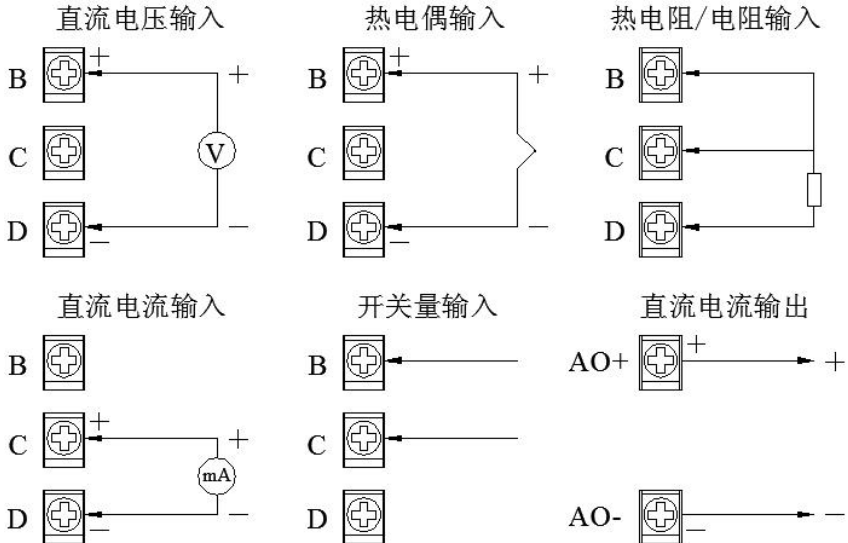 直流电压输入
热电偶输入
热电阻/电阻输入
B + +
C V
D − −
B + +
C
D − −
B
C
D
直流电流输入
开关量输入
直流电流输出
B
C + +
mA
D − −
B
C
D
AO+ + +
AO- − −